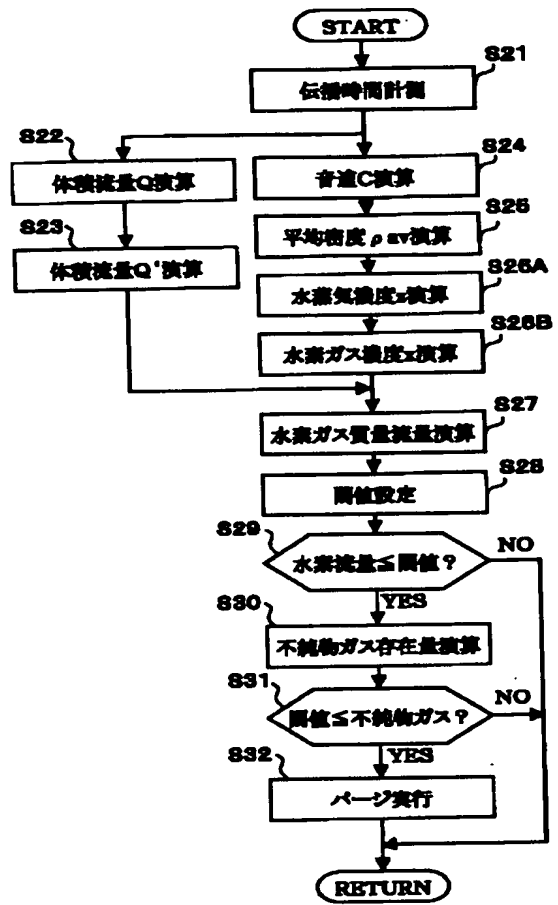 START
S21
伝播時間計測
S22
体積流量Q演算
S23
体積流量Q'演算
S24
音速C演算
S25
平均密度ρav演算
S26A
水蒸気濃度z演算
S26B
水素ガス濃度x演算
S27
水素ガス質量流量演算
S28
閾値設定
S29
水素流量≦閾値?
NO
YES
S30
不純物ガス存在量演算
S31
閾値≦不純物ガス?
NO
YES
S32
パージ実行
RETURN